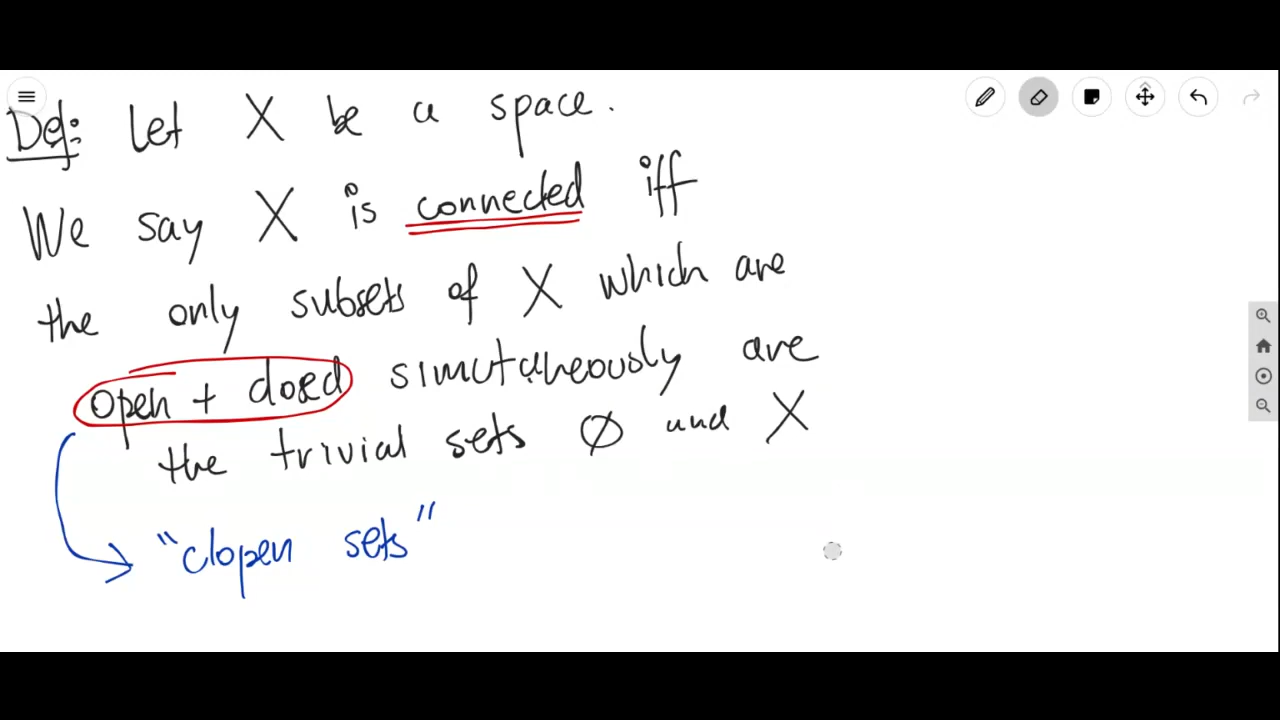 Def: Let X be a space.
We say X is connected iff
the only subsets of X which are
open + closed simultaneously are
the trivial sets ∅ and X
"clopen sets"